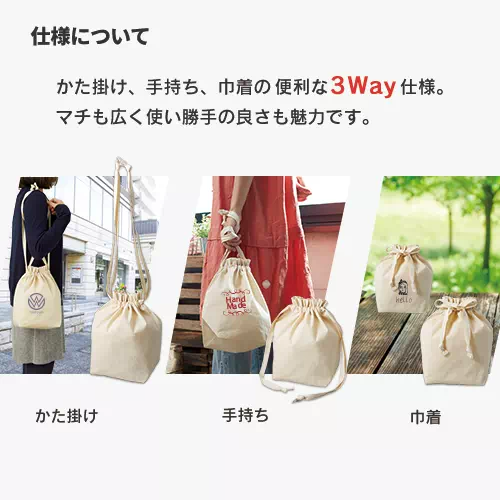 仕様について
かた掛け、手持ち、巾着の便利な3Way仕様。
マチも広く使い勝手の良さも魅力です。
W
Hand
Made
HELLO
かた掛け
手持ち
巾着